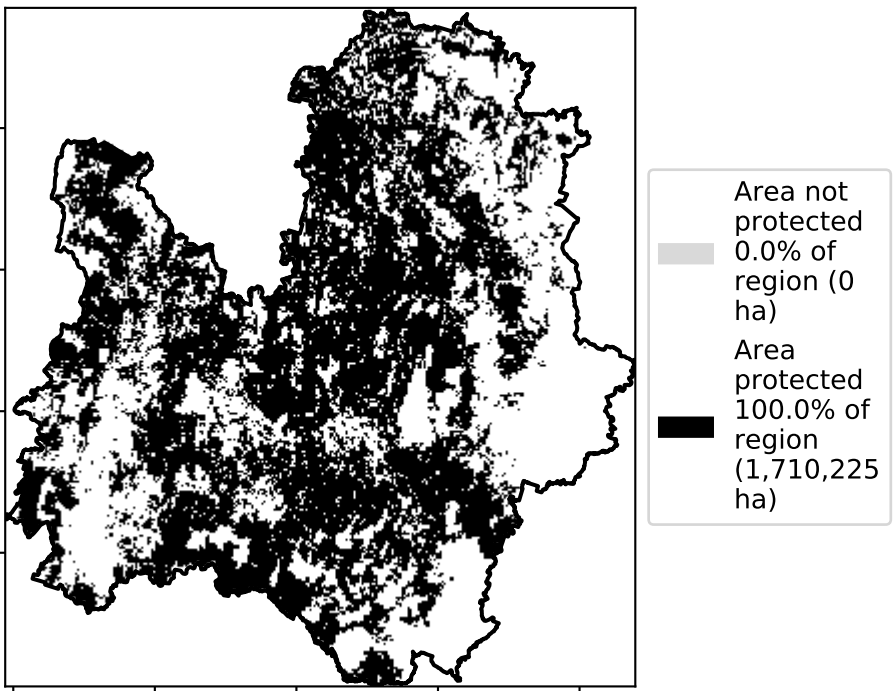 Area not
protected
0.0% of
region (0
ha)
Area
protected
100.0% of
region
(1,710,225
ha)